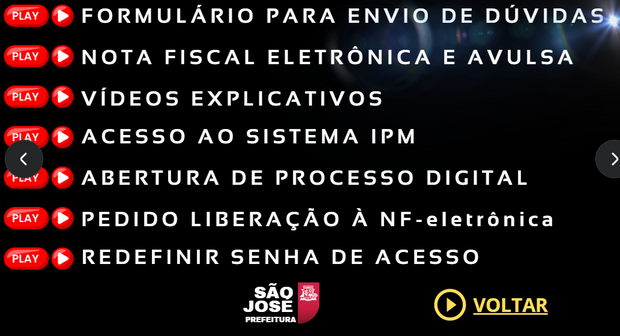 PLAY FORMULÁRIO PARA ENVIO DE DÚVIDAS
PLAY NOTA FISCAL ELETRÔNICA E AVULSA
PLAY VÍDEOS EXPLICATIVOS
PLAY ACESSO AO SISTEMA IPM
PLAY ABERTURA DE PROCESSO DIGITAL
PLAY PEDIDO LIBERAÇÃO À NF-eletrônica
PLAY REDEFINIR SENHA DE ACESSO
SÃO
JOSÉ
PREFEITURA
VOLTAR